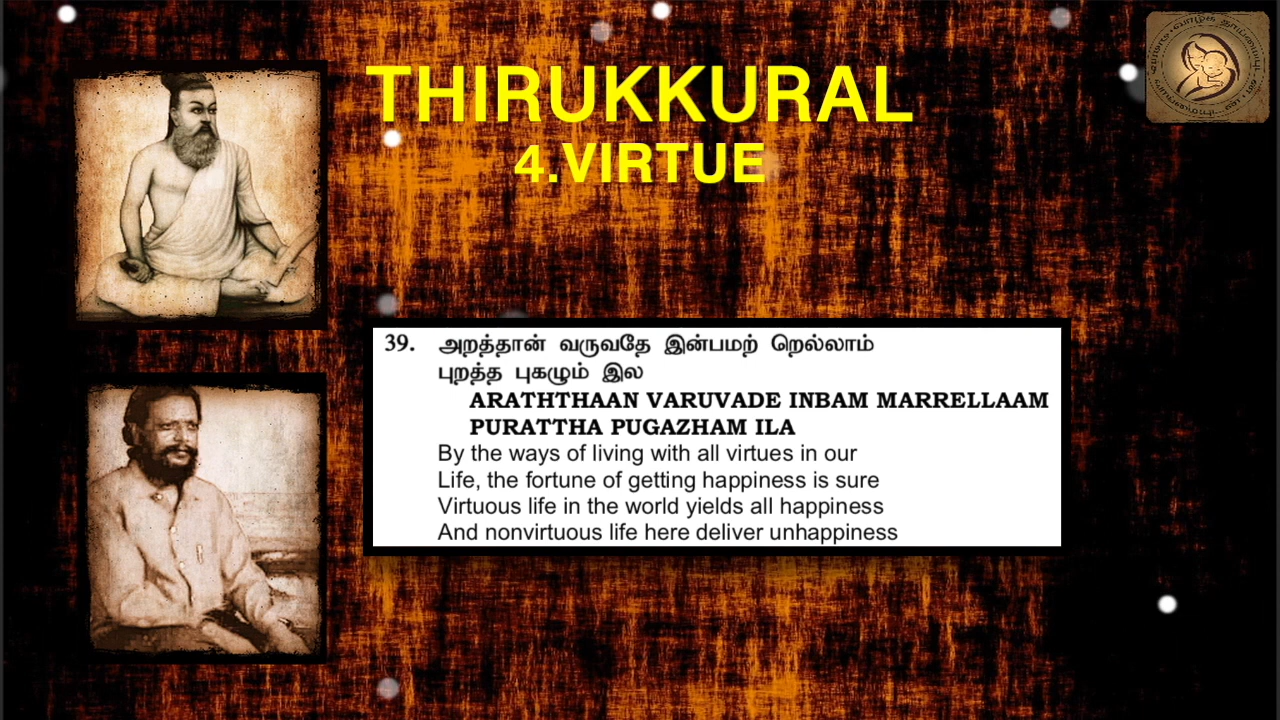 THIRUKKURAL
4.VIRTUE
39. அறத்தான் வருவதே இன்பமற் றெல்லாம்
புறத்த புகழும் இல
ARATHTHAAN VARUVADE INBAM MARRELLAAM
PURATTHA PUGAZHAM ILA
By the ways of living with all virtues in our
Life, the fortune of getting happiness is sure
Virtuous life in the world yields all happiness
And nonvirtuous life here deliver unhappiness